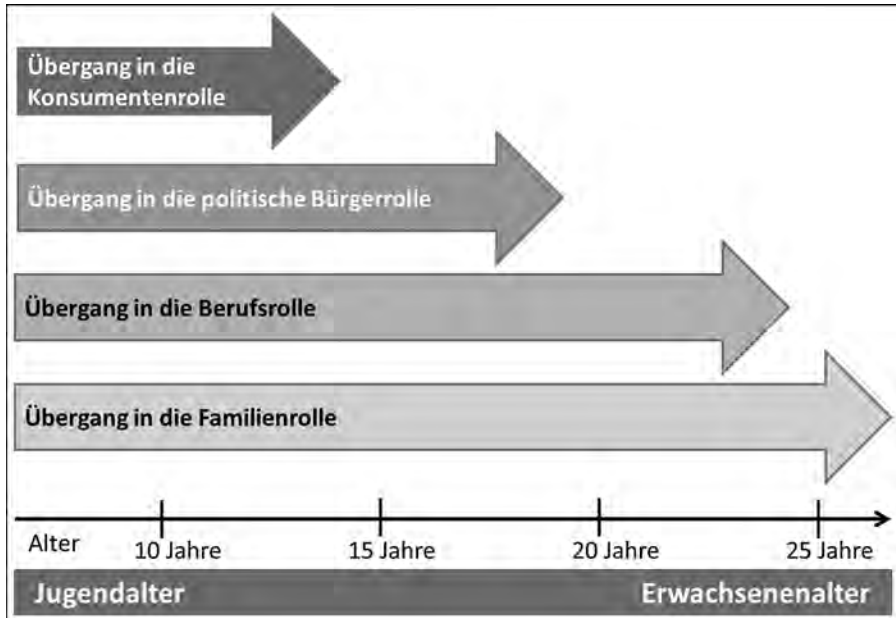 Übergang in die
Konsumentenrolle
Übergang in die politische Bürgerrolle
Übergang in die Berufsrolle
Übergang in die Familienrolle
Alter 10 Jahre 15 Jahre 20 Jahre 25 Jahre
Jugendalter Erwachsenenalter